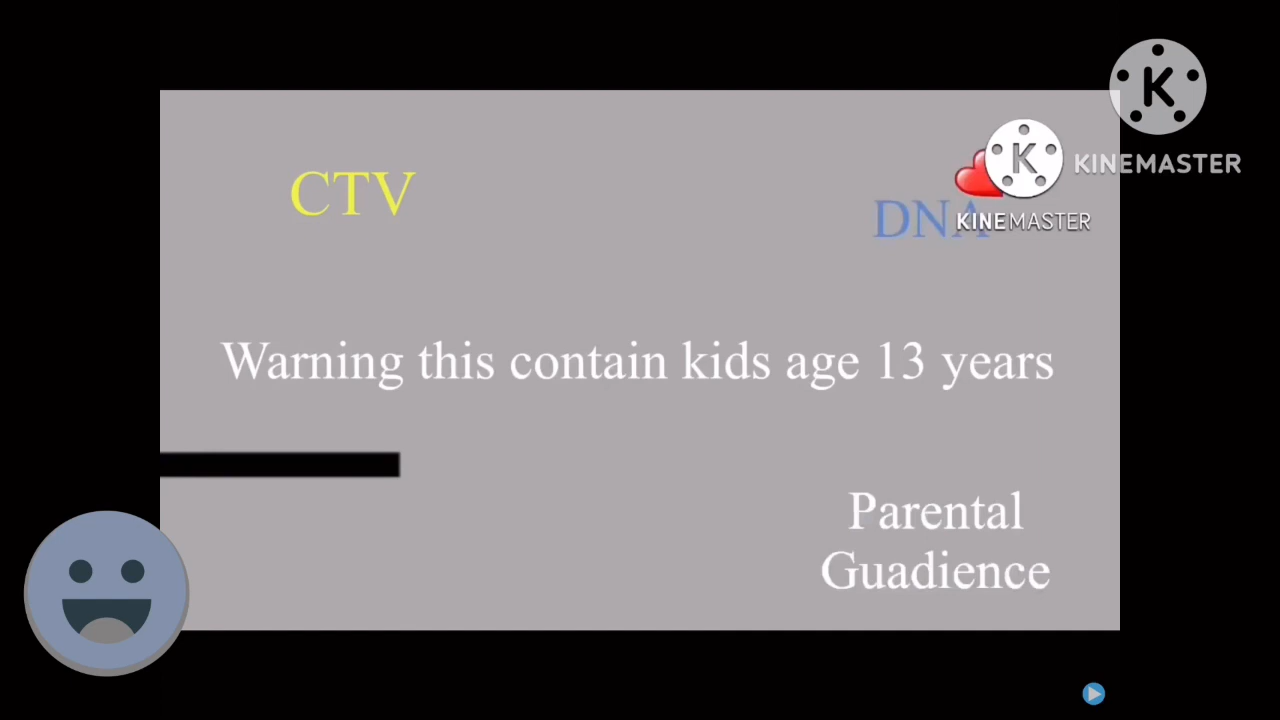 K
KINEMASTER
CTV
K
DNA
KINEMASTER
Warning this contain kids age 13 years
Parental
Guadience